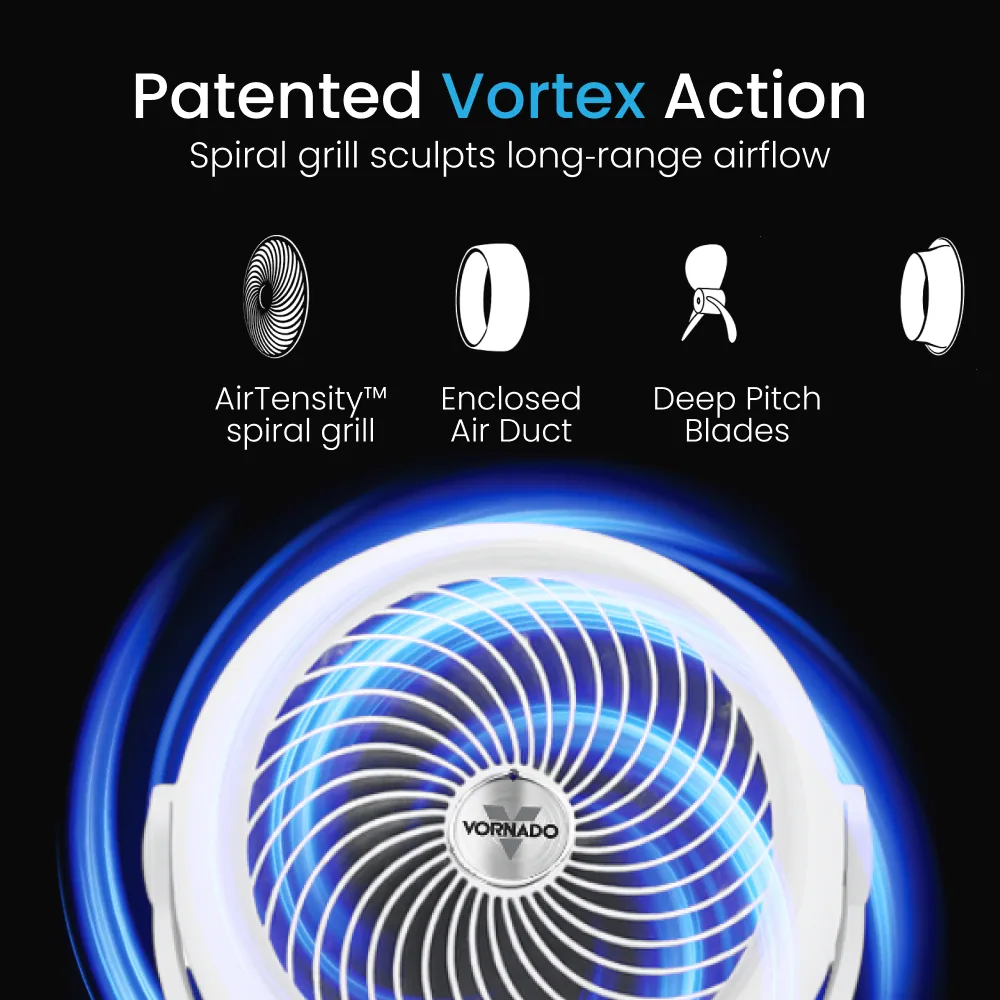 Patented Vortex Action
Spiral grill sculpts long-range airflow
AirTensity™
spiral grill
Enclosed
Air Duct
Deep Pitch
Blades
VORNADO